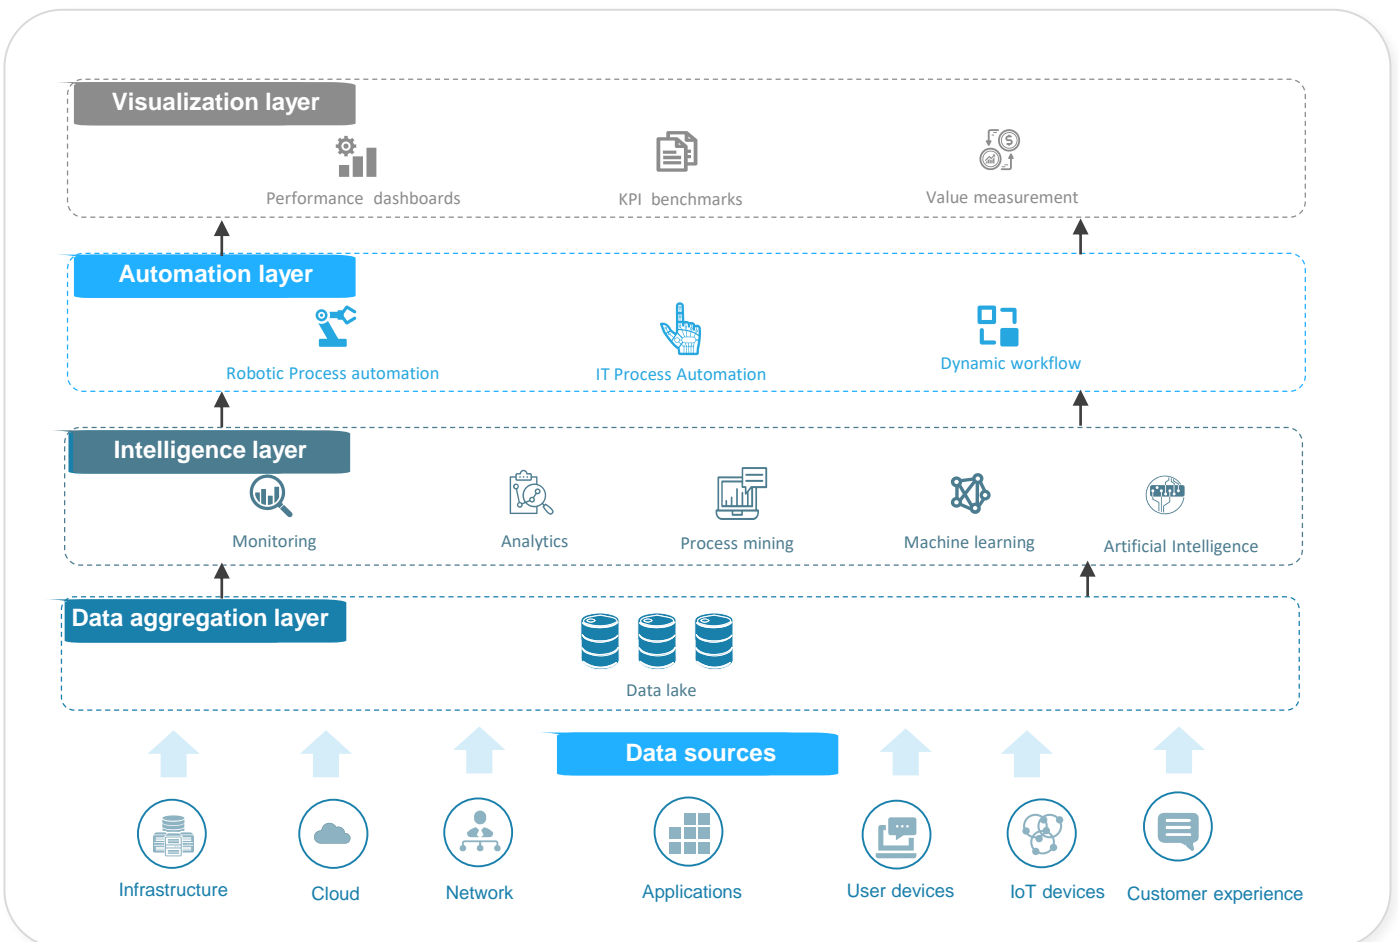 Visualization layer
Performance dashboards
KPI benchmarks
Value measurement
Automation layer
Robotic Process automation
IT Process Automation
Dynamic workflow
Intelligence layer
Monitoring
Analytics
Process mining
Machine learning
Artificial Intelligence
Data aggregation layer
Data lake
Data sources
Infrastructure
Cloud
Network
Applications
User devices
IoT devices
Customer experience